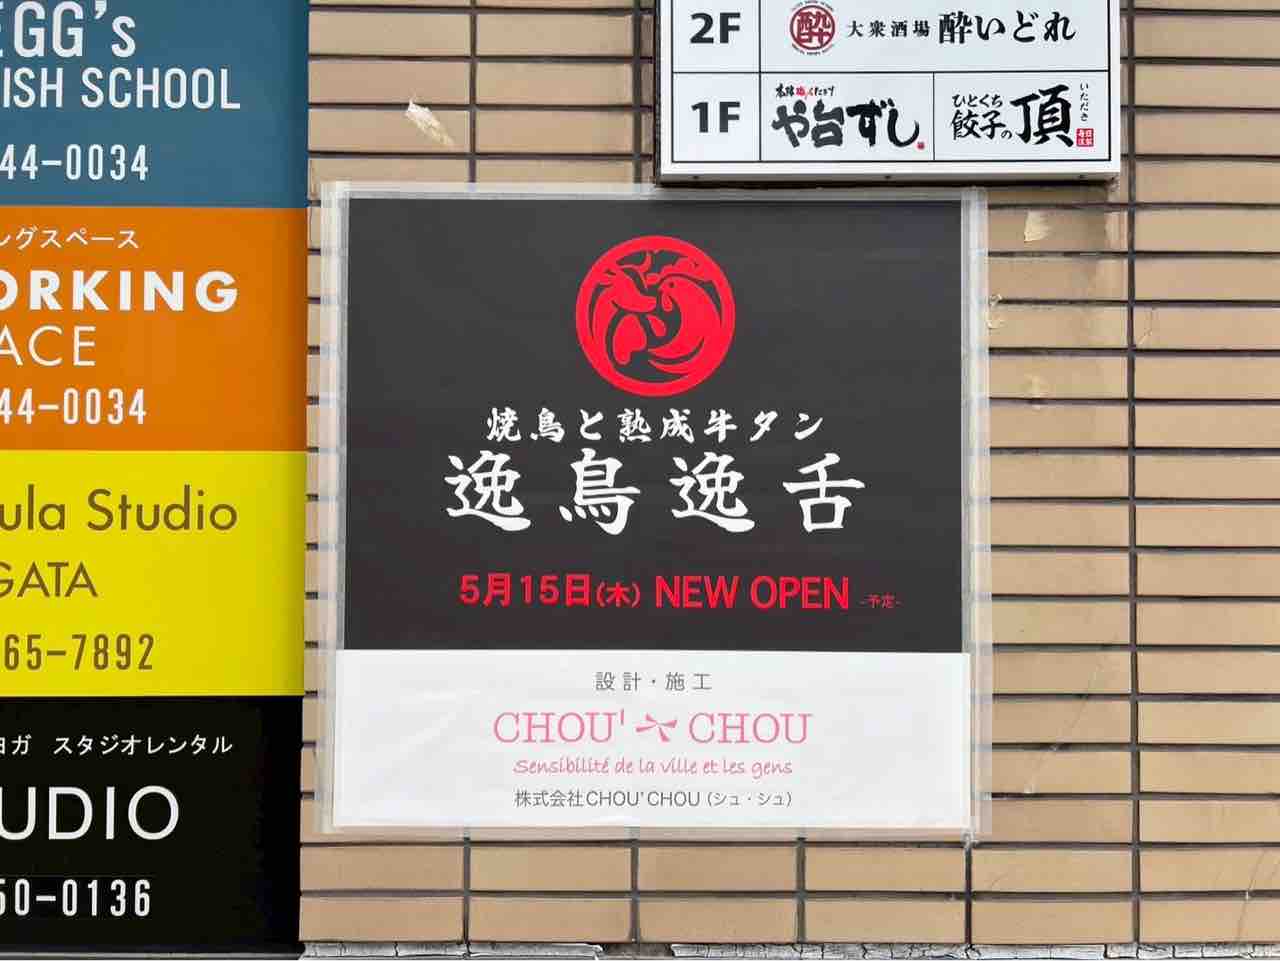 EGG's
ISH SCHOOL
44-0034
ングスペース
ORKING
ACE
44-0034
ula Studio
GATA
65-7892
ヨガ スタジオレンタル
UDIO
50-0136
2F
酔
大衆酒場 酔いどれ
1F
や台ずし
ひとくち
餃子の
頂
いただき
焼鳥と熟成牛タン
逸鳥逸舌
5月15日(木) NEW OPEN -予定-
設計・施工
CHOU' CHOU
Sensibilité de la ville et les gens
株式会社CHOU'CHOU(シュ・シュ)